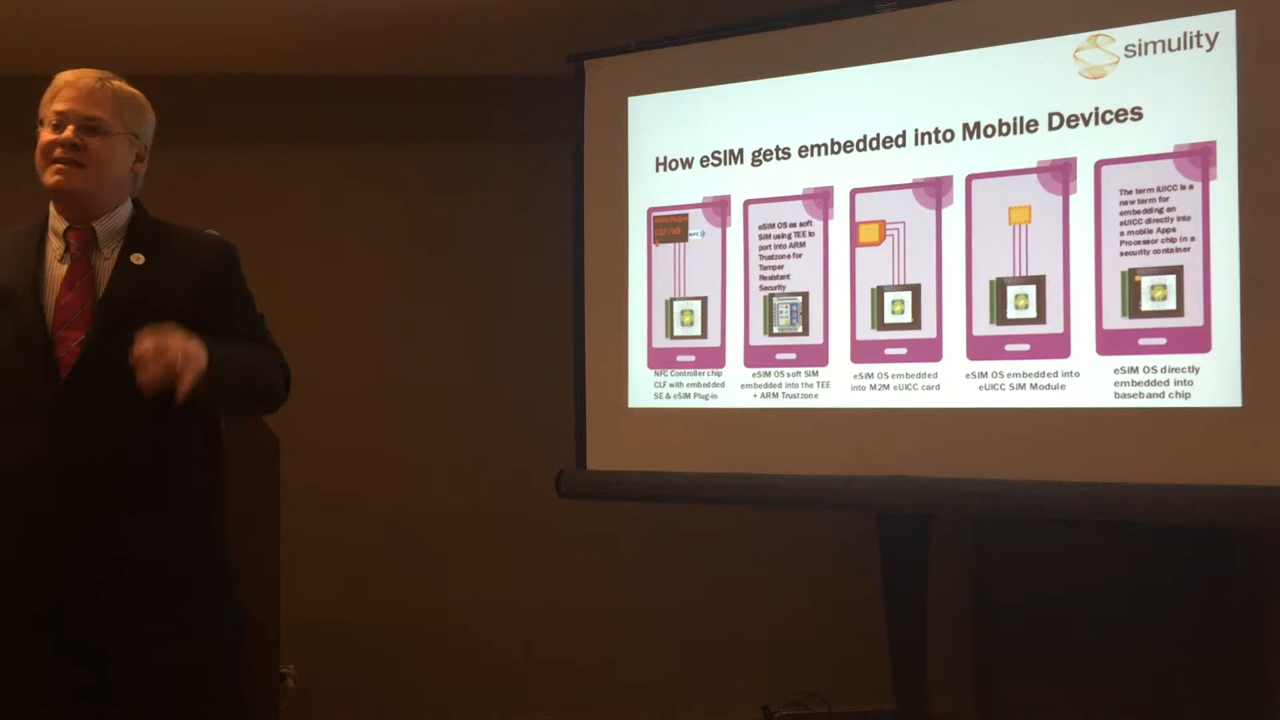 simulity
How eSIM gets embedded into Mobile Devices
CLF/eS
NFC
NFC Controller chip
CLF with embedded
SE & eSIM Plug-in
eSIM OS as soft
SIM using TEE to
port into ARM
Trustzone for
Tamper
Resistant
Security
eSIM OS soft SIM
embedded into the TEE
+ ARM Trustzone
eSIM OS embedded
into M2M eUICC card
eSIM OS embedded into
eUICC SIM Module
The term iUICC is a
new term for
embedding an
eUICC directly into
a mobile Apps
Processor chip in a
security container
eSIM OS directly
embedded into
baseband chip